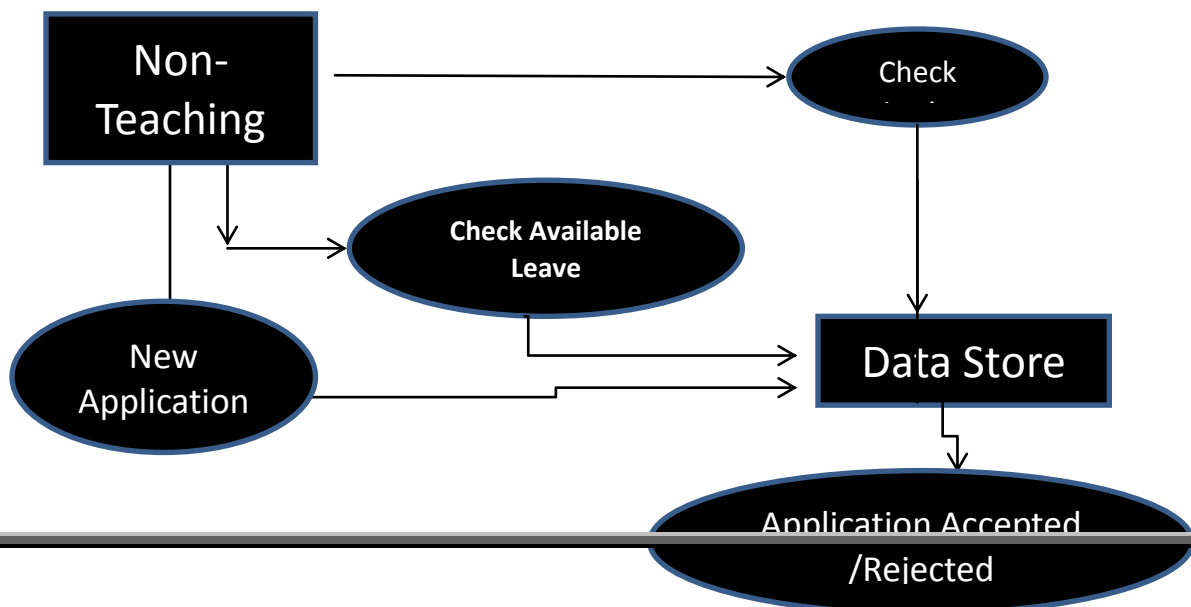 Non-
Teaching
Check
Check Available
Leave
New
Application
Data Store
Application Accepted
/Rejected